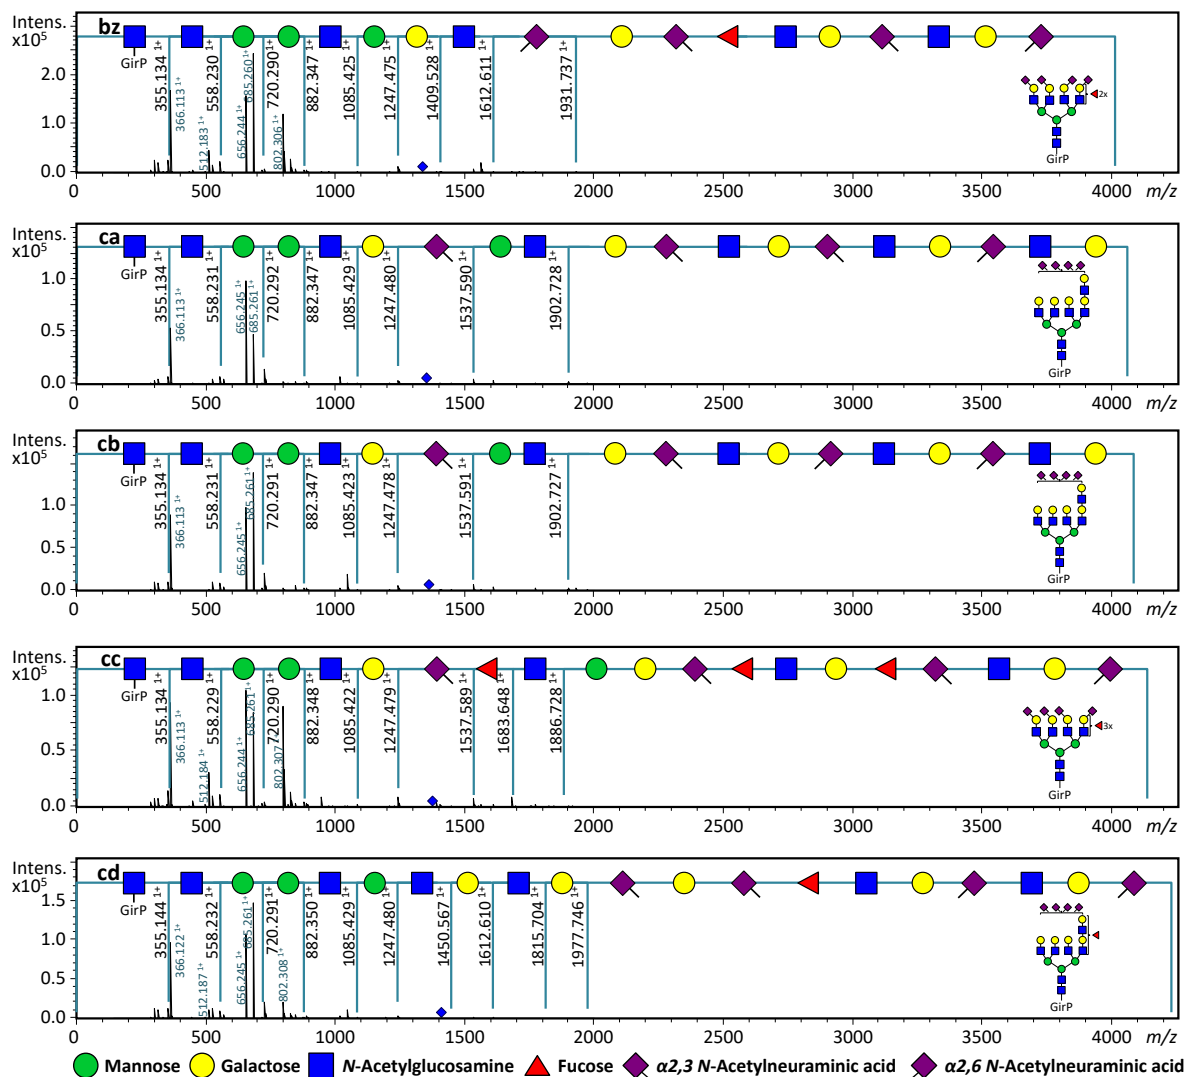 Intens.
x10⁵
bz
2.0
1.0
0.0
GirP
355.134 1+
366.113 1+
512.183 1+
558.230 1+
656.244 1+
685.260 1+
720.290 1+
802.306 1+
882.347 1+
1085.425 1+
1247.475 1+
1409.528 1+
1612.611 1+
1931.737 1+
2x
GirP
0 500 1000 1500 2000 2500 3000 3500 4000 m/z
Intens.
x10⁵
ca
1.0
0.5
0.0
GirP
355.134 1+
366.113 1+
558.231 1+
656.245 1+
685.261 1+
720.292 1+
882.347 1+
1085.429 1+
1247.480 1+
1537.590 1+
1902.728 1+
GirP
0 500 1000 1500 2000 2500 3000 3500 4000 m/z
Intens.
x10⁵
cb
1.0
0.5
0.0
GirP
355.134 1+
366.113 1+
558.231 1+
656.245 1+
685.261 1+
720.291 1+
882.347 1+
1085.423 1+
1247.478 1+
1537.591 1+
1902.727 1+
GirP
0 500 1000 1500 2000 2500 3000 3500 4000 m/z
Intens.
x10⁵
cc
1.0
0.5
0.0
GirP
355.134 1+
366.113 1+
512.184 1+
558.229 1+
656.244 1+
685.261 1+
720.290 1+
802.307
882.348 1+
1085.422 1+
1247.479 1+
1537.589 1+
1683.648 1+
1886.728 1+
3x
GirP
0 500 1000 1500 2000 2500 3000 3500 4000 m/z
Intens.
x10⁵
cd
1.5
1.0
0.5
0.0
GirP
355.144 1+
366.122 1+
512.187 1+
558.232 1+
656.245 1+
685.261 1+
720.291 1+
802.308 1+
882.350 1+
1085.429 1+
1247.480 1+
1450.567 1+
1612.610 1+
1815.704 1+
1977.746 1+
GirP
0 500 1000 1500 2000 2500 3000 3500 4000 m/z
Mannose Galactose N-Acetylglucosamine Fucose α2,3 N-Acetylneuraminic acid α2,6 N-Acetylneuraminic acid